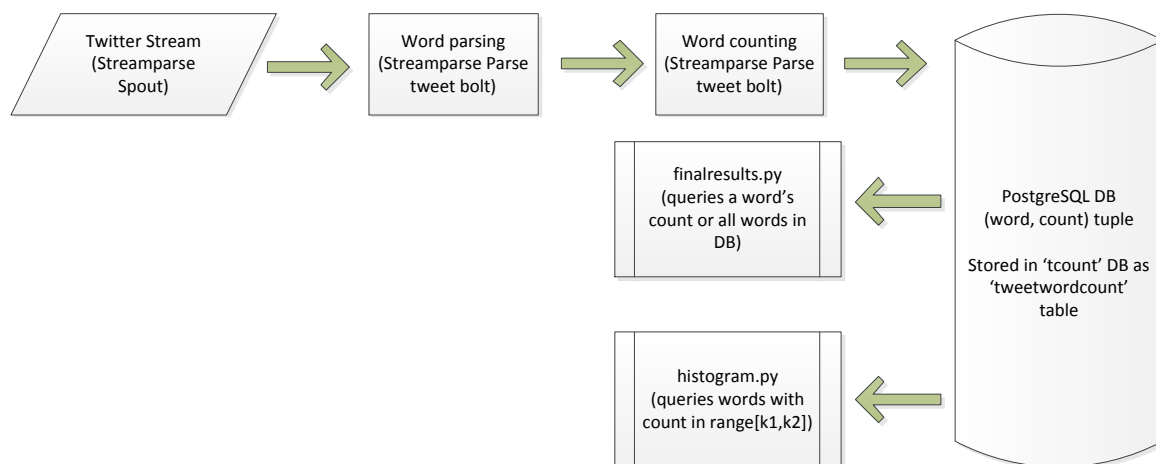 Twitter Stream
(Streamparse
Spout)
Word parsing
(Streamparse Parse
tweet bolt)
Word counting
(Streamparse Parse
tweet bolt)
finalresults.py
(queries a word’s
count or all words in
DB)
PostgreSQL DB
(word, count) tuple
Stored in ‘tcount’ DB as
‘tweetwordcount’
table
histogram.py
(queries words with
count in range[k1,k2])